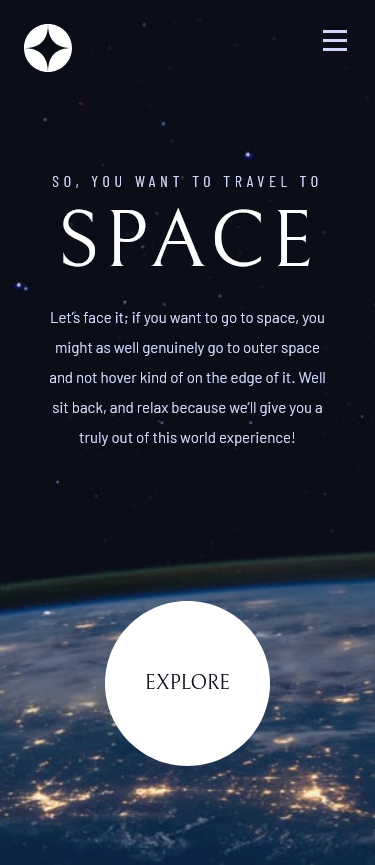 SO, YOU WANT TO TRAVEL TO
SPACE
Let’s face it; if you want to go to space, you
might as well genuinely go to outer space
and not hover kind of on the edge of it. Well
sit back, and relax because we’ll give you a
truly out of this world experience!
EXPLORE